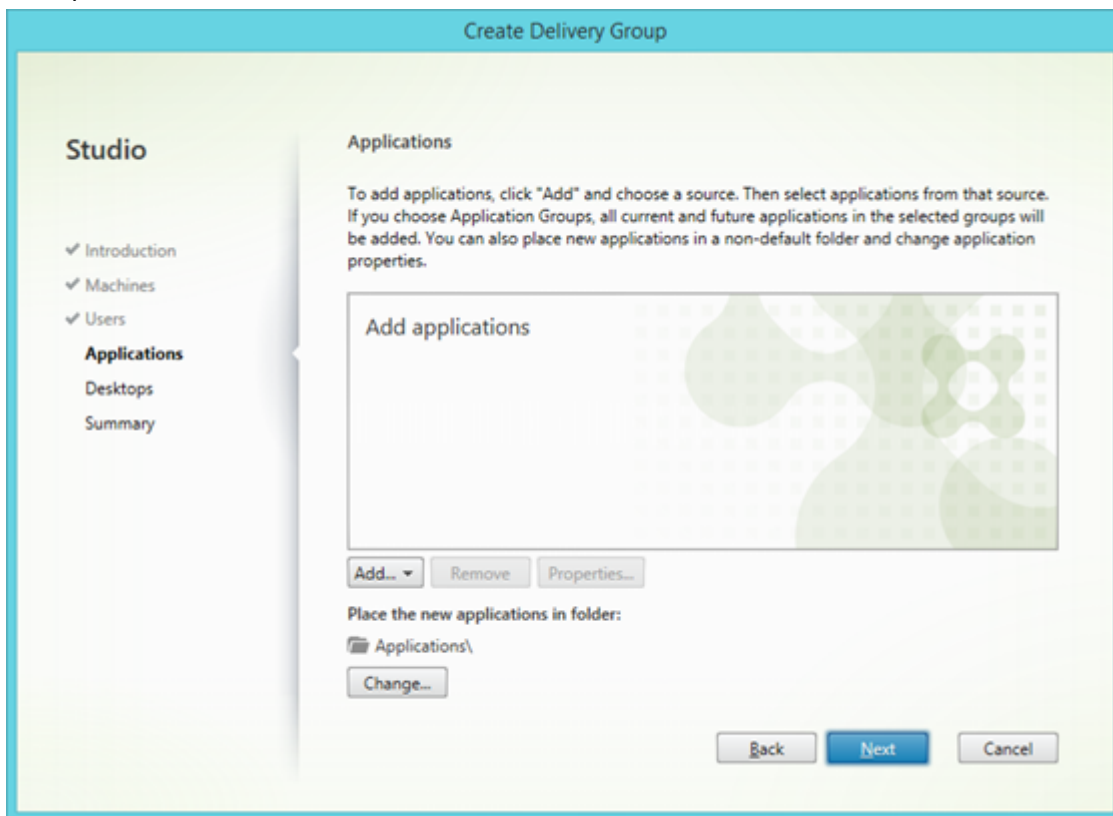 Create Delivery Group
Studio
✔ Introduction
✔ Machines
✔ Users
Applications
Desktops
Summary
Applications
To add applications, click "Add" and choose a source. Then select applications from that source.
If you choose Application Groups, all current and future applications in the selected groups will
be added. You can also place new applications in a non-default folder and change application
properties.
Add applications
Add... Remove Properties...
Place the new applications in folder:
Applications\
Change...
Back Next Cancel